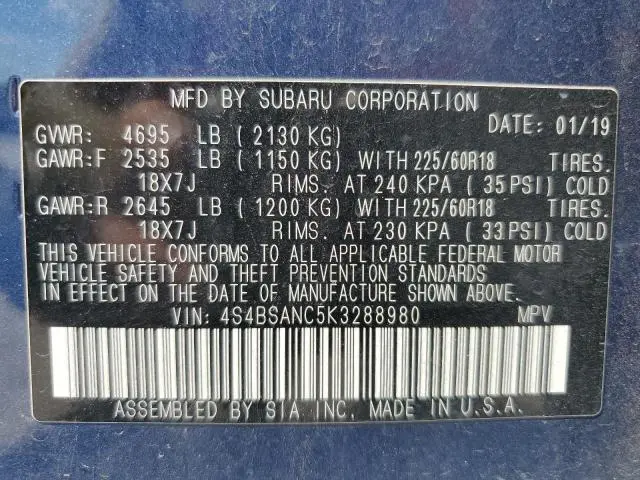 MFD BY SUBARU CORPORATION
GVWR: 4695 LB ( 2130 KG) DATE: 01/19
GAWR:F 2535 LB ( 1150 KG) WITH 225/60R18 TIRES.
18X7J RIMS. AT 240 KPA ( 35 PSI) COLD
GAWR:R 2645 LB ( 1200 KG) WITH 225/60R18 TIRES.
18X7J RIMS. AT 230 KPA ( 33 PSI) COLD
THIS VEHICLE CONFORMS TO ALL APPLICABLE FEDERAL MOTOR
VEHICLE SAFETY AND THEFT PREVENTION STANDARDS
IN EFFECT ON THE DATE OF MANUFACTURE SHOWN ABOVE.
VIN: 4S4BSANC5K3288980 MPV
ASSEMBLED BY SIA INC, MADE IN U.S.A.